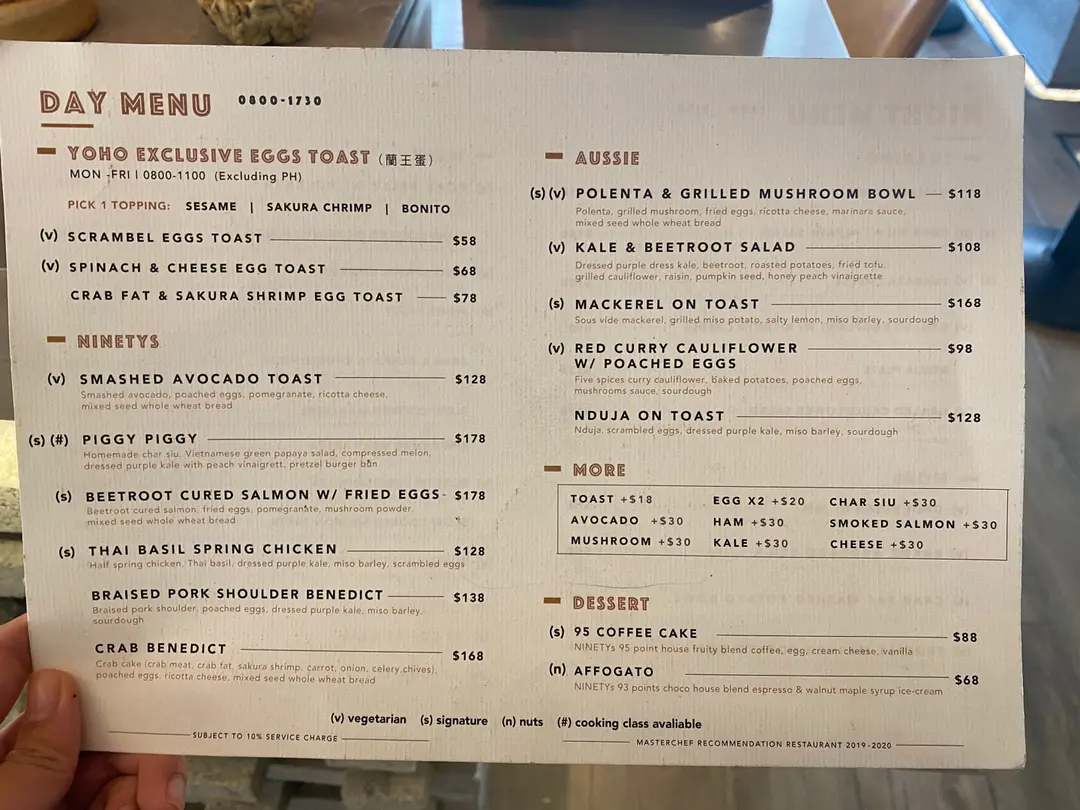 DAY MENU 0800-1730
YOHO EXCLUSIVE EGGS TOAST (蘭王蛋)
MON -FRI | 0800-1100 (Excluding PH)
PICK 1 TOPPING: SESAME | SAKURA CHRIMP | BONITO
(v) SCRAMBEL EGGS TOAST $58
(v) SPINACH & CHEESE EGG TOAST $68
CRAB FAT & SAKURA SHRIMP EGG TOAST $78
NINETYS
(v) SMASHED AVOCADO TOAST $128
Smashed avocado, poached eggs, pomegranate, ricotta cheese,
mixed seed whole wheat bread
(s) (#) PIGGY PIGGY $178
Homemade char siu, Vietnamese green papaya salad, compressed melon,
dressed purple kale with peach vinaigrett, pretzel burger bun
(s) BEETROOT CURED SALMON W/ FRIED EGGS $178
Beetroot cured salmon, fried eggs, pomegranate, mushroom powder,
mixed seed whole wheat bread
(s) THAI BASIL SPRING CHICKEN $128
Half spring chicken, Thai basil, dressed purple kale, miso barley, scrambled eggs
BRAISED PORK SHOULDER BENEDICT $138
Braised pork shoulder, poached eggs, dressed purple kale, miso barley,
sourdough
CRAB BENEDICT $168
Crab cake (crab meat, crab fat, sakura shrimp, carrot, onion, celery,chives),
poached eggs, ricotta cheese, mixed seed whole wheat bread
AUSSIE
(s) (v) POLENTA & GRILLED MUSHROOM BOWL $118
Polenta, grilled mushroom, fried eggs, ricotta cheese, marinara sauce,
mixed seed whole wheat bread
(v) KALE & BEETROOT SALAD $108
Dressed purple dress kale, beetroot, roasted potatoes, fried tofu,
grilled cauliflower, raisin, pumpkin seed, honey peach vinaigrette
(s) MACKEREL ON TOAST $168
Sous vide mackerel, grilled miso potato, salty lemon, miso barley, sourdough
(v) RED CURRY CAULIFLOWER $98
W/ POACHED EGGS
Five spices curry cauliflower, baked potatoes, poached eggs,
mushrooms sauce, sourdough
NDUJA ON TOAST $128
Nduja, scrambled eggs, dressed purple kale, miso barley, sourdough
MORE
TOAST +$18 EGG X2 +$20 CHAR SIU +$30
AVOCADO +$30 HAM +$30 SMOKED SALMON +$30
MUSHROOM +$30 KALE +$30 CHEESE +$30
DESSERT
(s) 95 COFFEE CAKE $88
NINETYs 95 point house fruity blend coffee, egg, cream cheese, vanilla
(n) AFFOGATO $68
NINETYs 93 points choco house blend espresso & walnut maple syrup ice-cream
(v) vegetarian (s) signature (n) nuts (#) cooking class avaliable
SUBJECT TO 10% SERVICE CHARGE
MASTERCHEF RECOMMENDATION RESTAURANT 2019-2020